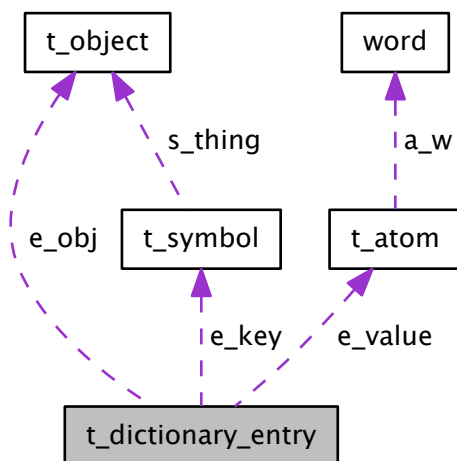 t_object
word
s_thing
a_w
e_obj
t_symbol
t_atom
e_key
e_value
t_dictionary_entry